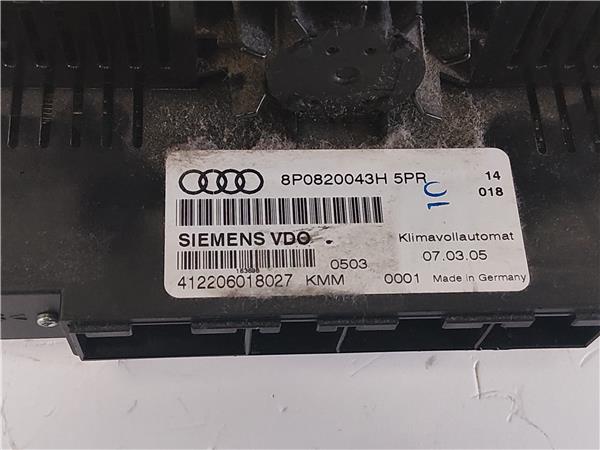 8P0820043H 5PR 14
018
SIEMENS VDO
Klimavollautomat
0503
07.03.05
412206018027 KMM 0001 Made in Germany